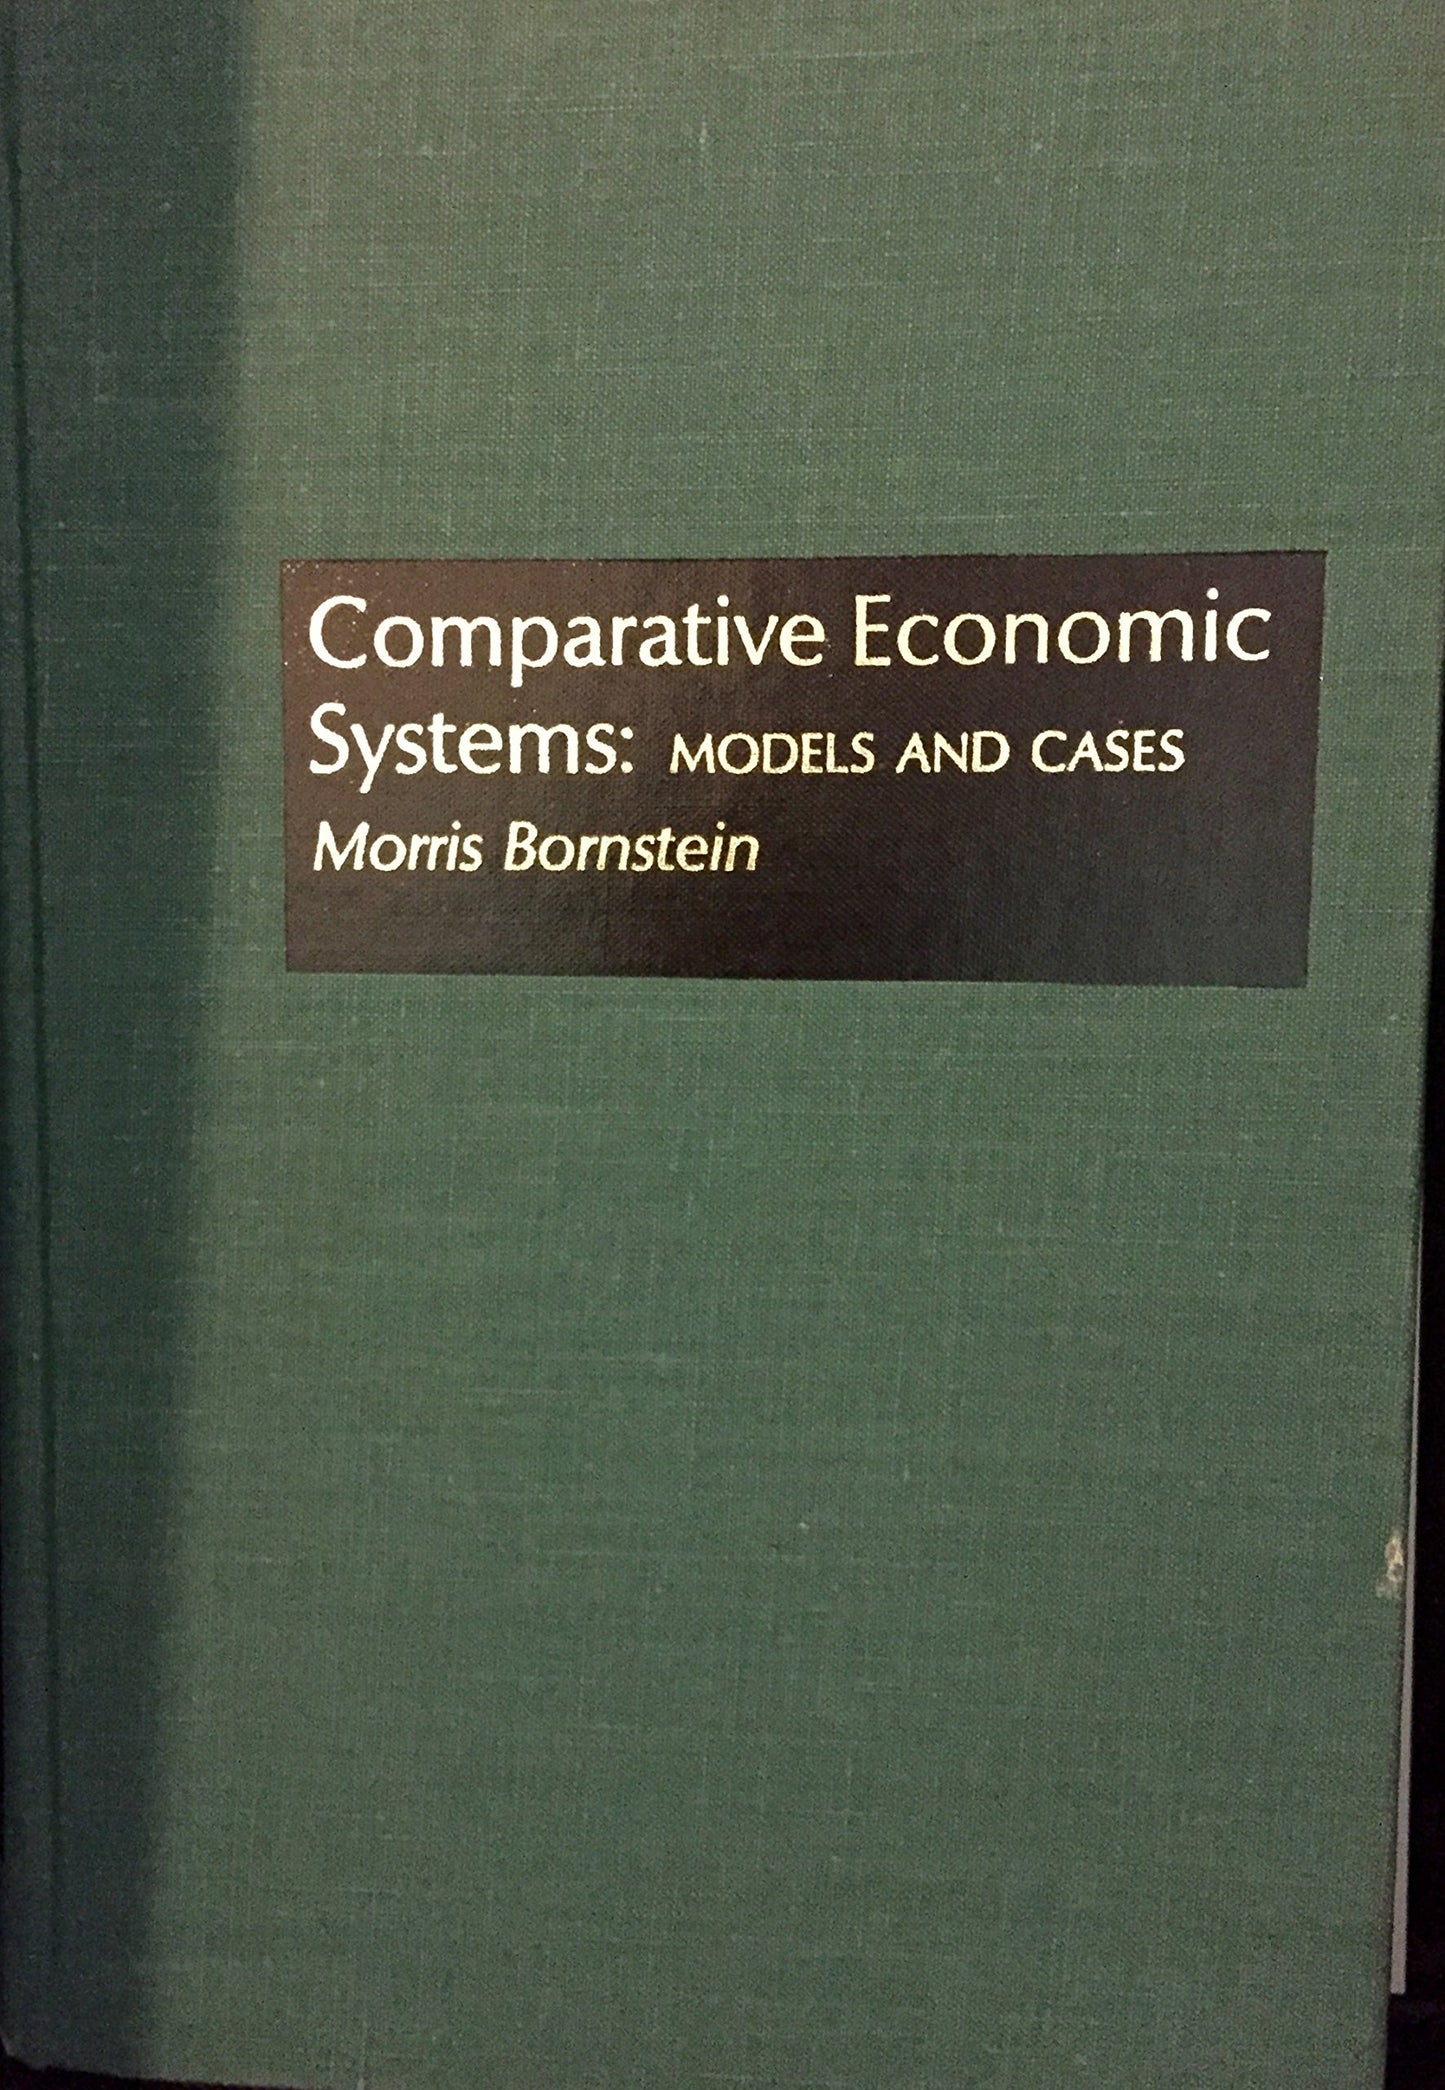 Comparative Economic
Systems: MODELS AND CASES
Morris Bornstein